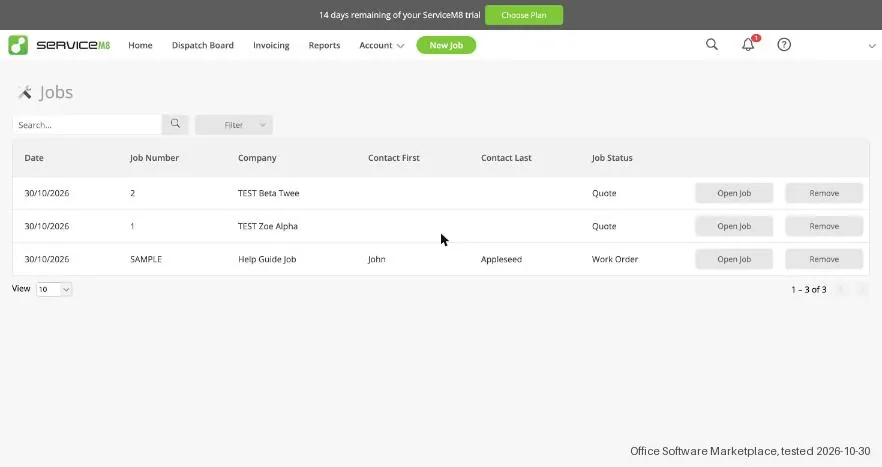 14 days remaining of your ServiceM8 trial Choose Plan
SERVICEM8 Home Dispatch Board Invoicing Reports Account New Job 1 ?
Jobs
Search... Filter
Date Job Number Company Contact First Contact Last Job Status
30/10/2026 2 TEST Beta Twee Quote Open Job Remove
30/10/2026 1 TEST Zoe Alpha Quote Open Job Remove
30/10/2026 SAMPLE Help Guide Job John Appleseed Work Order Open Job Remove
View 10 1 – 3 of 3
Office Software Marketplace, tested 2026-10-30